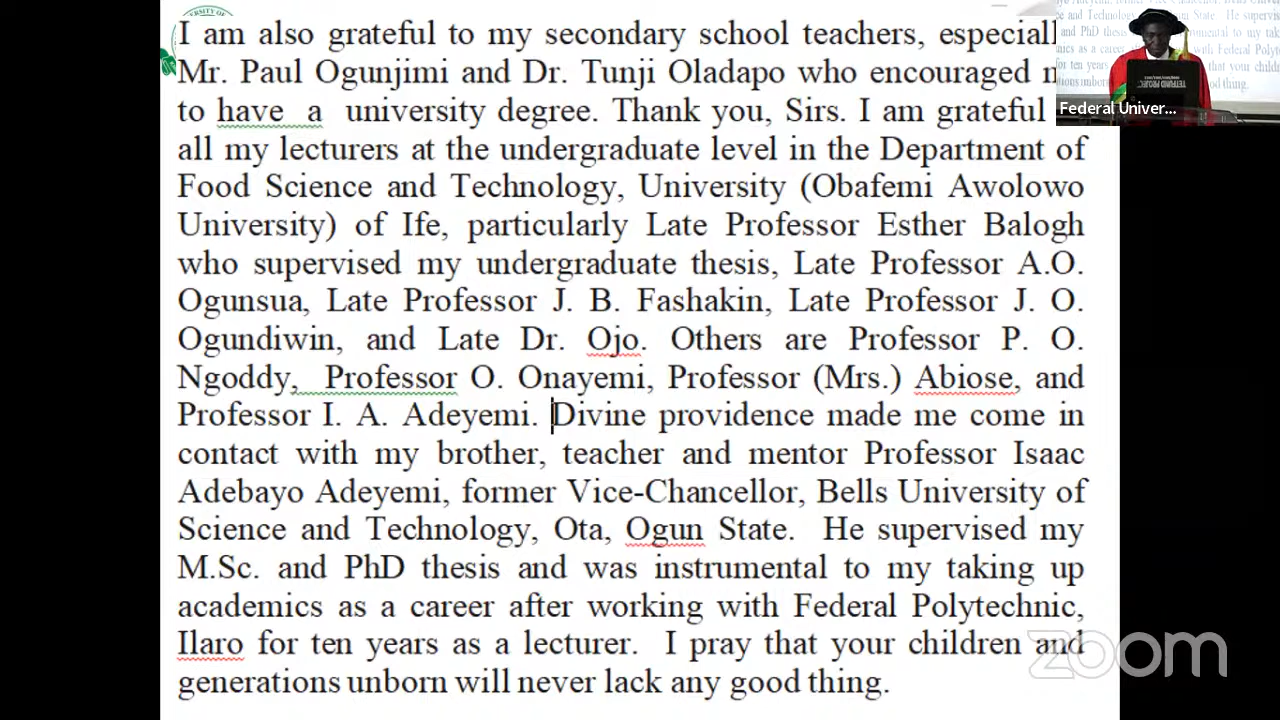 I am also grateful to my secondary school teachers, especiall
Mr. Paul Ogunjimi and Dr. Tunji Oladapo who encouraged
to have a university degree. Thank you, Sirs. I am grateful
all my lecturers at the undergraduate level in the Department of
Food Science and Technology, University (Obafemi Awolowo
University) of Ife, particularly Late Professor Esther Balogh
who supervised my undergraduate thesis, Late Professor A.O.
Ogunsua, Late Professor J. B. Fashakin, Late Professor J. O.
Ogundiwin, and Late Dr. Ojo. Others are Professor P. O.
Ngoddy, Professor O. Onayemi, Professor (Mrs.) Abiose, and
Professor I. A. Adeyemi. Divine providence made me come in
contact with my brother, teacher and mentor Professor Isaac
Adebayo Adeyemi, former Vice-Chancellor, Bells University of
Science and Technology, Ota, Ogun State. He supervised my
M.Sc. and PhD thesis and was instrumental to my taking up
academics as a career after working with Federal Polytechnic,
Ilaro for ten years as a lecturer. I pray that your children and
generations unborn will never lack any good thing.
Federal Univer...
zoom